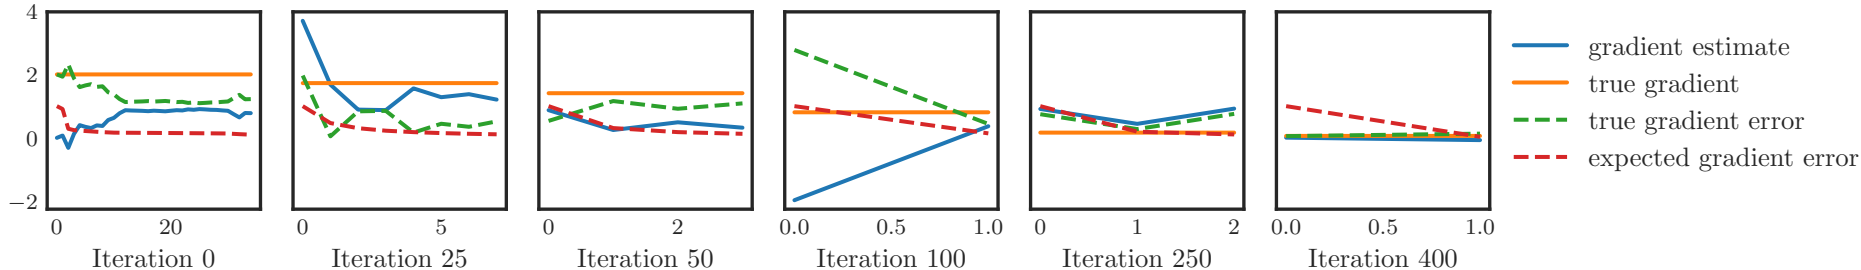 4
2
0
−2
0 20
0 5
0 2
0.0 0.5 1.0
0 1 2
0.0 0.5 1.0
Iteration 0
Iteration 25
Iteration 50
Iteration 100
Iteration 250
Iteration 400
gradient estimate
true gradient
true gradient error
expected gradient error